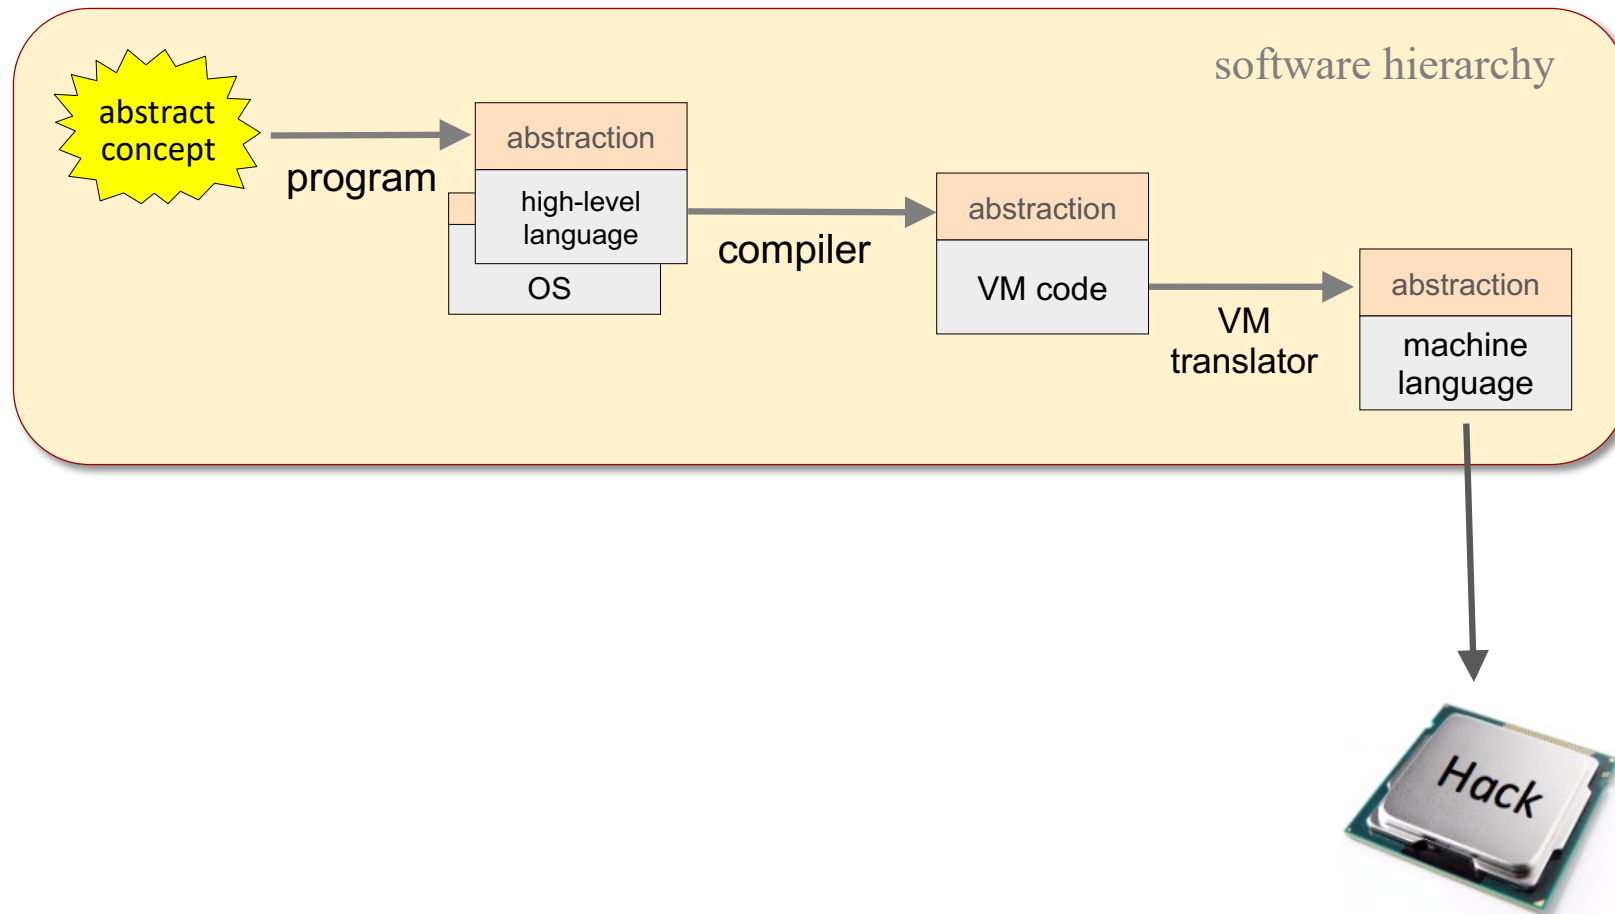 software hierarchy
abstract
concept
program
abstraction
high-level
language
OS
compiler
abstraction
VM code
VM
translator
abstraction
machine
language
Hack